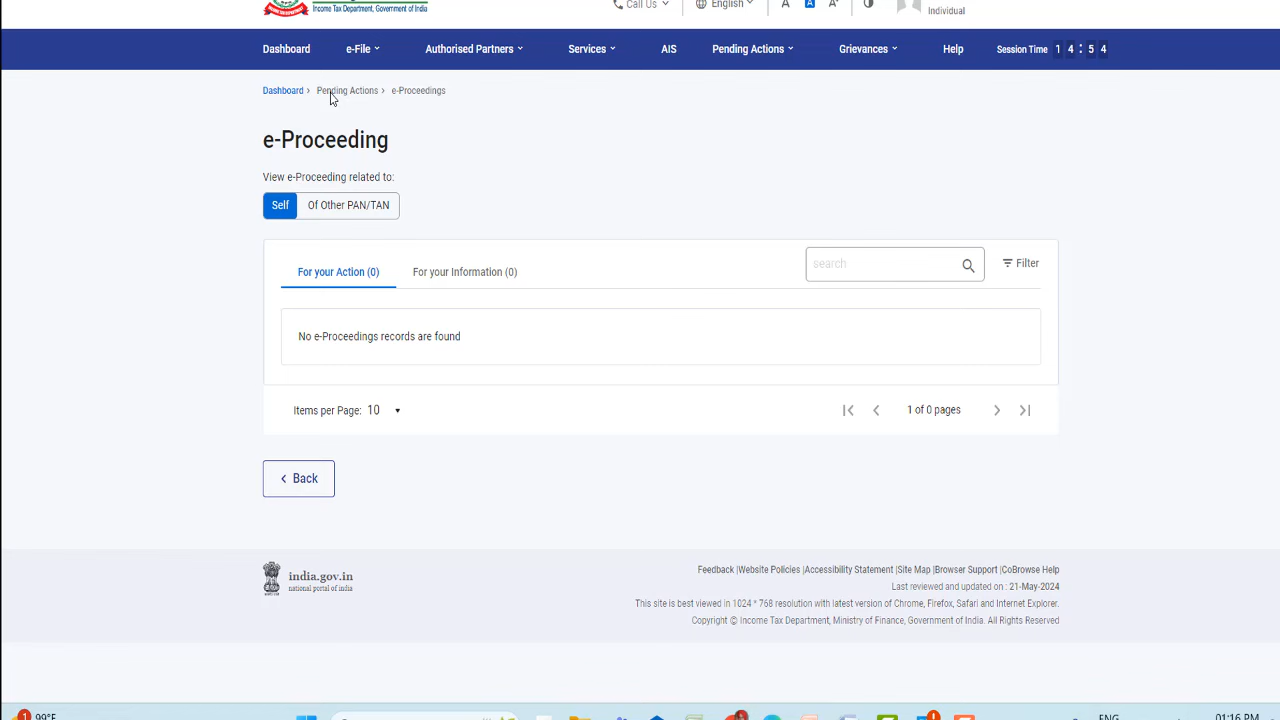 Income Tax Department, Government of India
Call Us
English
A A A
Individual
Dashboard e-File Authorised Partners Services AIS Pending Actions Grievances Help Session Time 1 4 : 5 4
Dashboard > Pending Actions > e-Proceedings
e-Proceeding
View e-Proceeding related to:
Self Of Other PAN/TAN
For your Action (0) For your Information (0) search Filter
No e-Proceedings records are found
Items per Page: 10 1 of 0 pages
< Back
india.gov.in
national portal of india
Feedback |Website Policies |Accessibility Statement |Site Map |Browser Support |CoBrowse Help
Last reviewed and updated on : 21-May-2024
This site is best viewed in 1024 * 768 resolution with latest version of Chrome, Firefox, Safari and Internet Explorer.
Copyright © Income Tax Department, Ministry of Finance, Government of India. All Rights Reserved
1 99°F ENG 01:16 PM